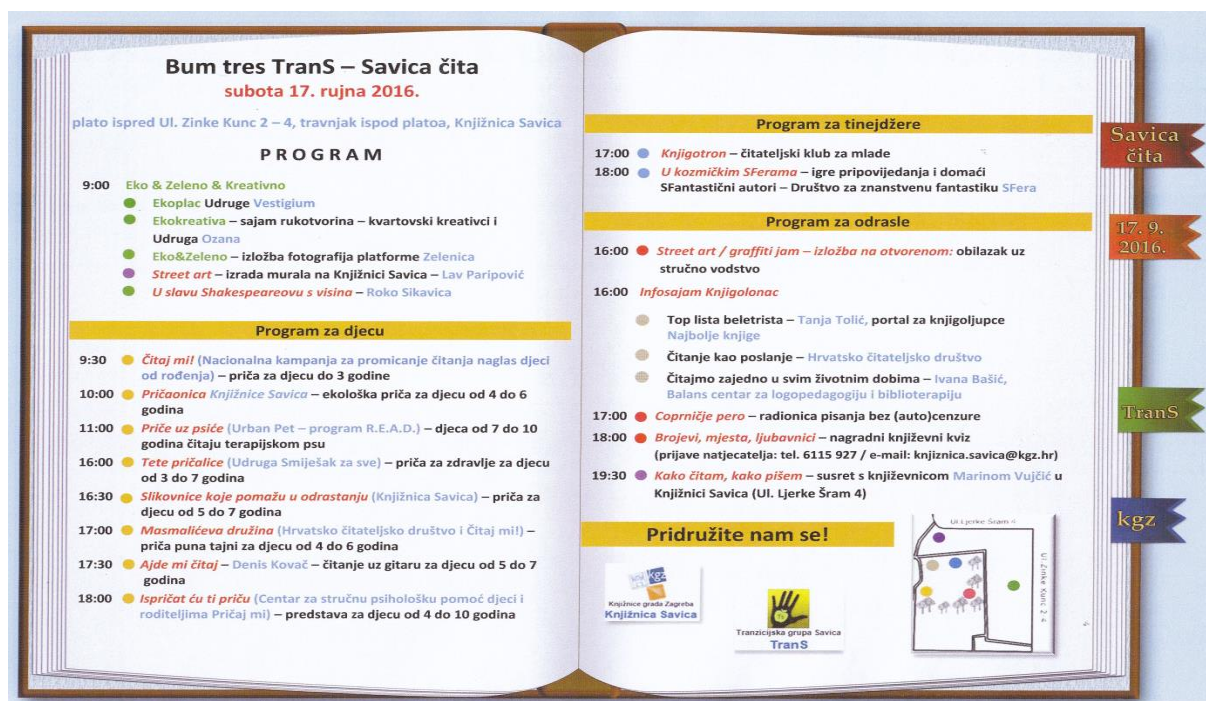 Bum tres TranS – Savica čita
subota 17. rujna 2016.
plato ispred Ul. Zinke Kunc 2 – 4, travnjak ispod platoa, Knjižnica Savica
PROGRAM
9:00 Eko & Zeleno & Kreativno
Ekoplac Udruge Vestigium
Ekokreativa – sajam rukotvorina – kvartovski kreativci i
Udruga Ozana
Eko&Zeleno – izložba fotografija platforme Zelenica
Street art – izrada murala na Knjižnici Savica – Lav Paripović
U slavu Shakespeareovu s visina – Roko Sikavica
Program za djecu
9:30 Čitaj mi! (Nacionalna kampanja za promicanje čitanja naglas djeci
od rođenja) – priča za djecu do 3 godine
10:00 Pričaonica Knjižnice Savica – ekološka priča za djecu od 4 do 6
godina
11:00 Priče uz psiće (Urban Pet – program R.E.A.D.) – djeca od 7 do 10
godina čitaju terapijskom psu
16:00 Tete pričalice (Udruga Smiješak za sve) – priča za zdravlje za djecu
od 3 do 7 godina
16:30 Slikovnice koje pomažu u odrastanju (Knjižnica Savica) – priča za
djecu od 5 do 7 godina
17:00 Masmalićeva družina (Hrvatsko čitateljsko društvo i Čitaj mi!) –
priča puna tajni za djecu od 4 do 6 godina
17:30 Ajde mi čitaj – Denis Kovač – čitanje uz gitaru za djecu od 5 do 7
godina
18:00 Ispričat ću ti priču (Centar za stručnu psihološku pomoć djeci i
roditeljima Pričaj mi) – predstava za djecu od 4 do 10 godina
Program za tinejdžere
17:00 Knjigotron – čitateljski klub za mlade
18:00 U kozmičkim SFerama – igre pripovijedanja i domaći
SFantastični autori – Društvo za znanstvenu fantastiku SFera
Program za odrasle
16:00 Street art / graffiti jam – izložba na otvorenom: obilazak uz
stručno vodstvo
16:00 Infosajam Knjigolonac
Top lista beletrista – Tanja Tolić, portal za knjigoljupce
Najbolje knjige
Čitanje kao poslanje – Hrvatsko čitateljsko društvo
Čitajmo zajedno u svim životnim dobima – Ivana Bašić,
Balans centar za logopedagogiju i biblioterapiju
17:00 Coprničje pero – radionica pisanja bez (auto)cenzure
18:00 Brojevi, mjesta, ljubavnici – nagradni književni kviz
(prijave natjecatelja: tel. 6115 927 / e-mail: knjiznica.savica@kgz.hr)
19:30 Kako čitam, kako pišem – susret s književnicom Marinom Vujčić u
Knjižnici Savica (Ul. Ljerke Šram 4)
Pridružite nam se!
kgz
Knjižnice grada Zagreba
Knjižnica Savica
Tranzicijska grupa Savica
TranS
Ul. Ljerke Šram 4
Ul. Zinke Kunc 2 4
Savica
čita
17. 9.
2016.
TranS
kgz